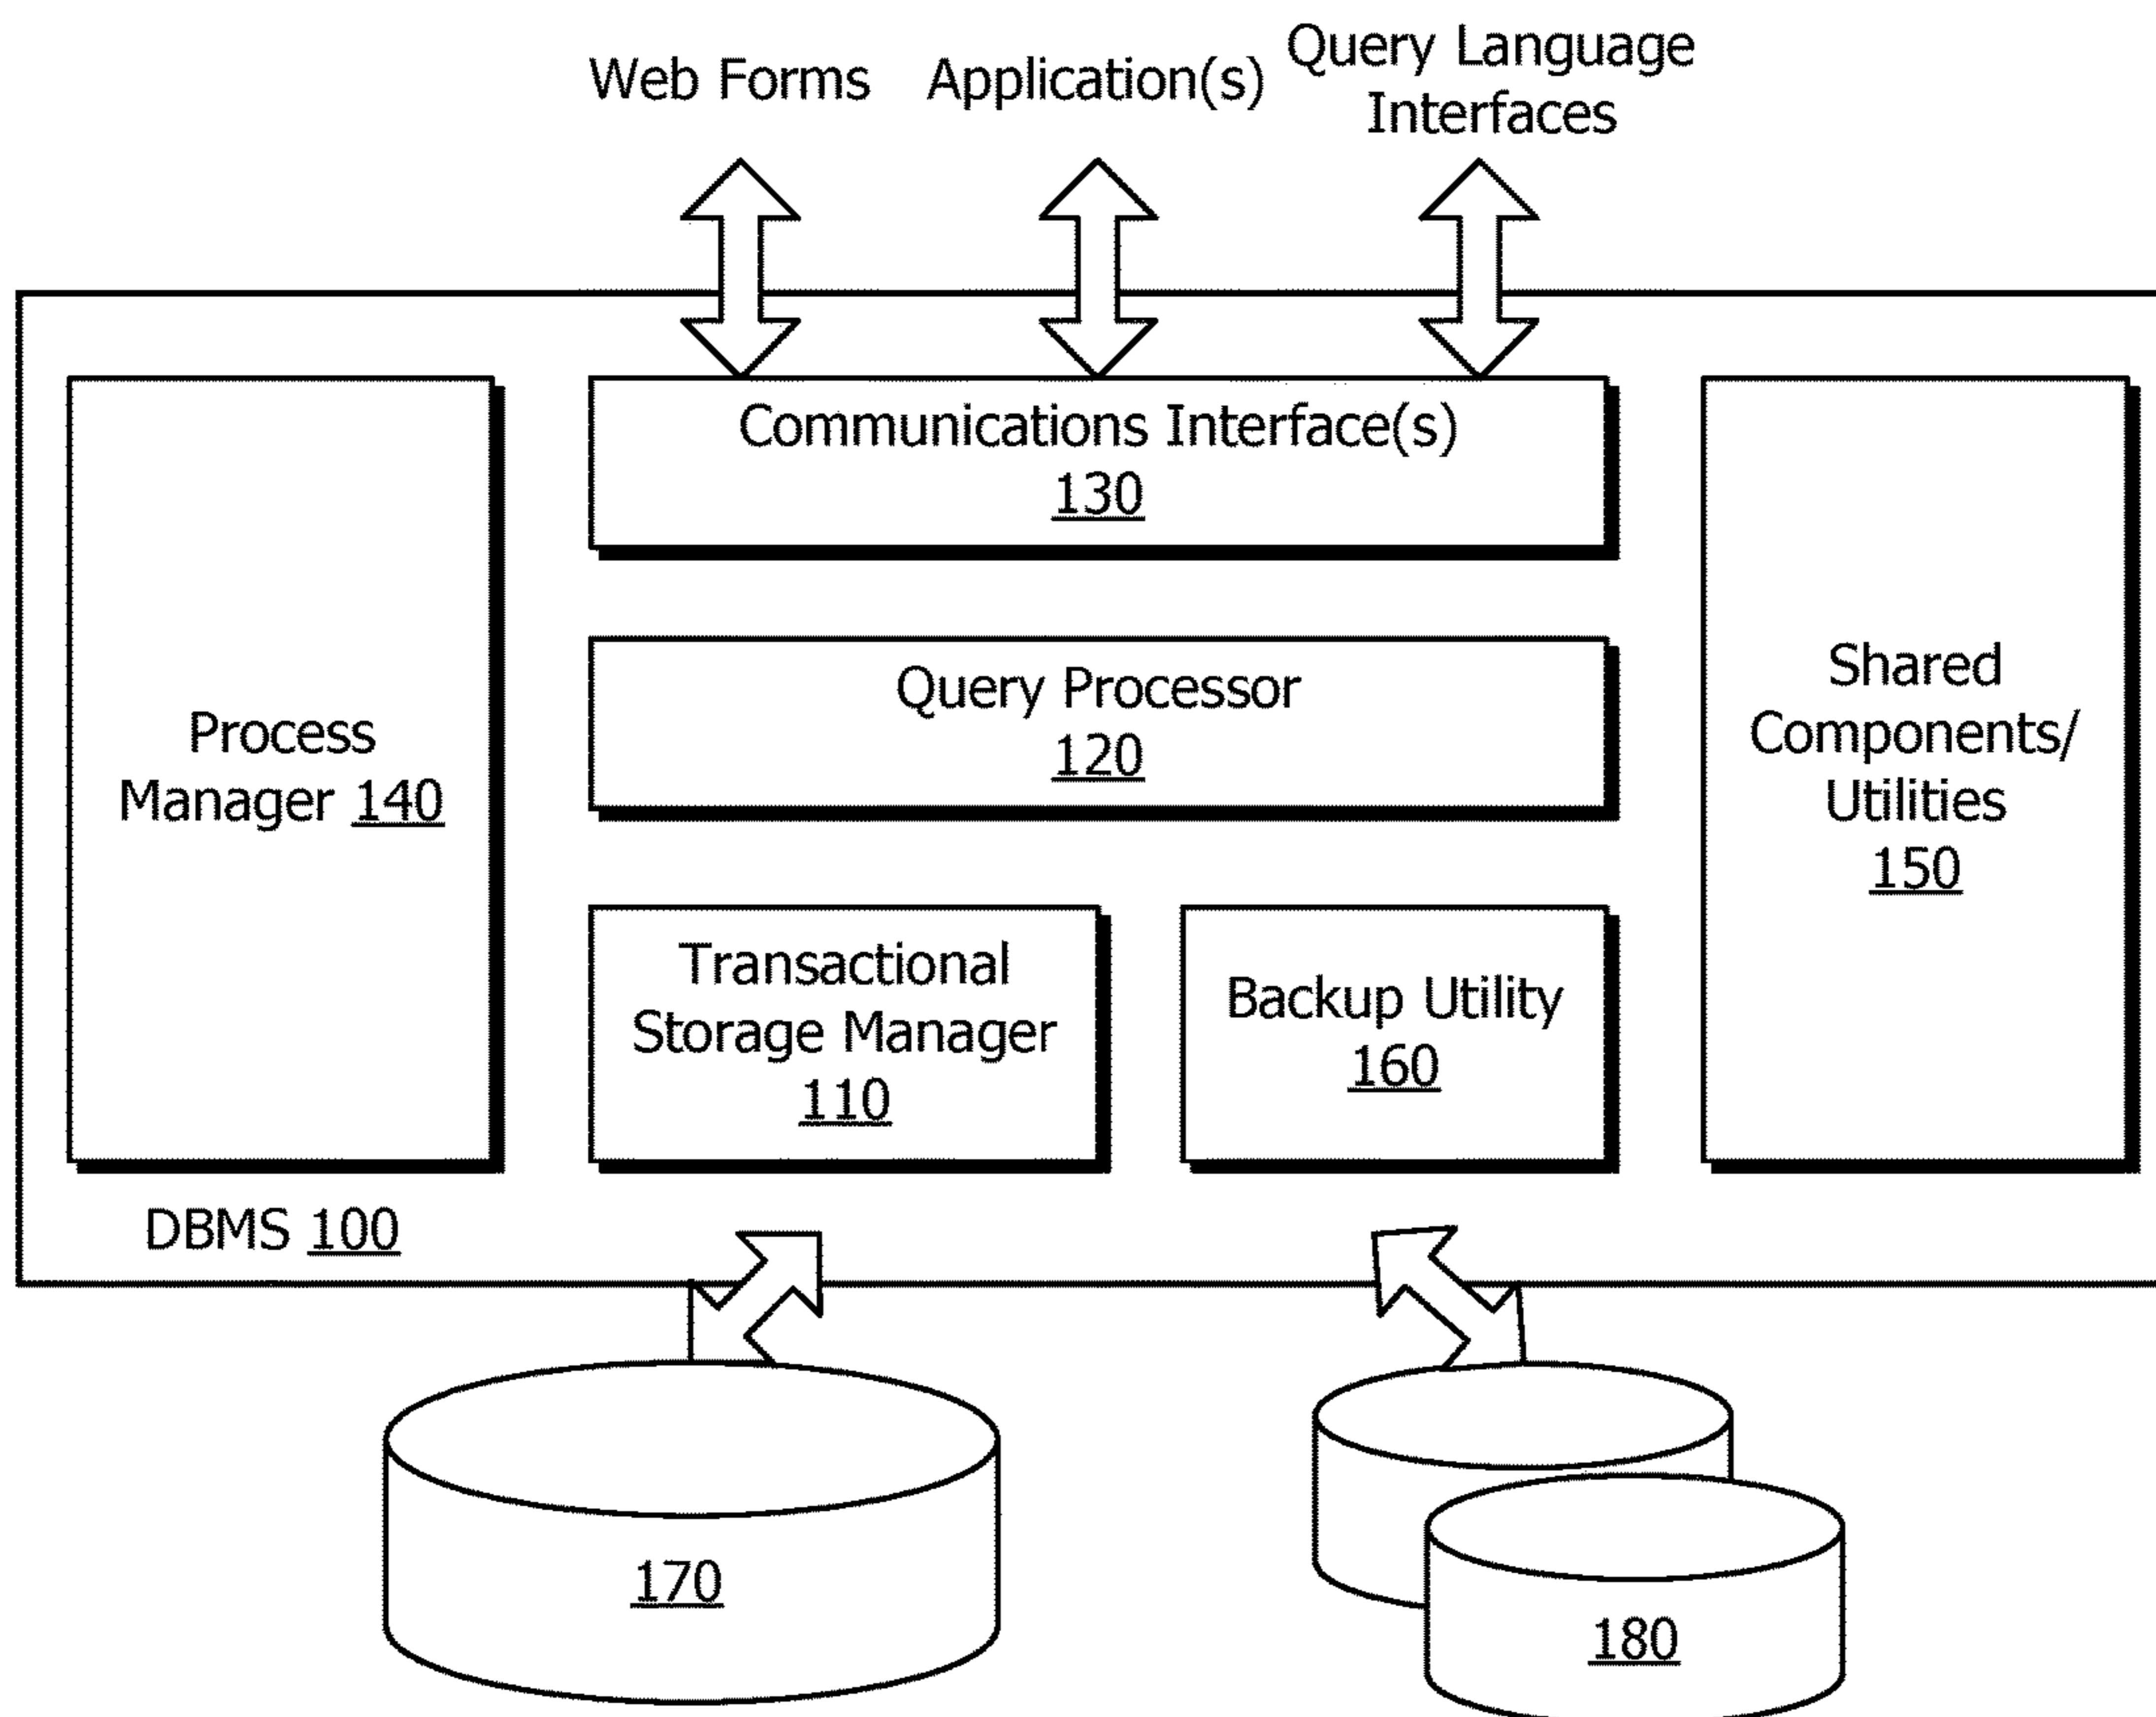 Web Forms
Application(s)
Query Language
Interfaces
Communications Interface(s)
130
Process
Manager 140
Query Processor
120
Shared
Components/
Utilities
150
Transactional
Storage Manager
110
Backup Utility
160
DBMS 100
170
180